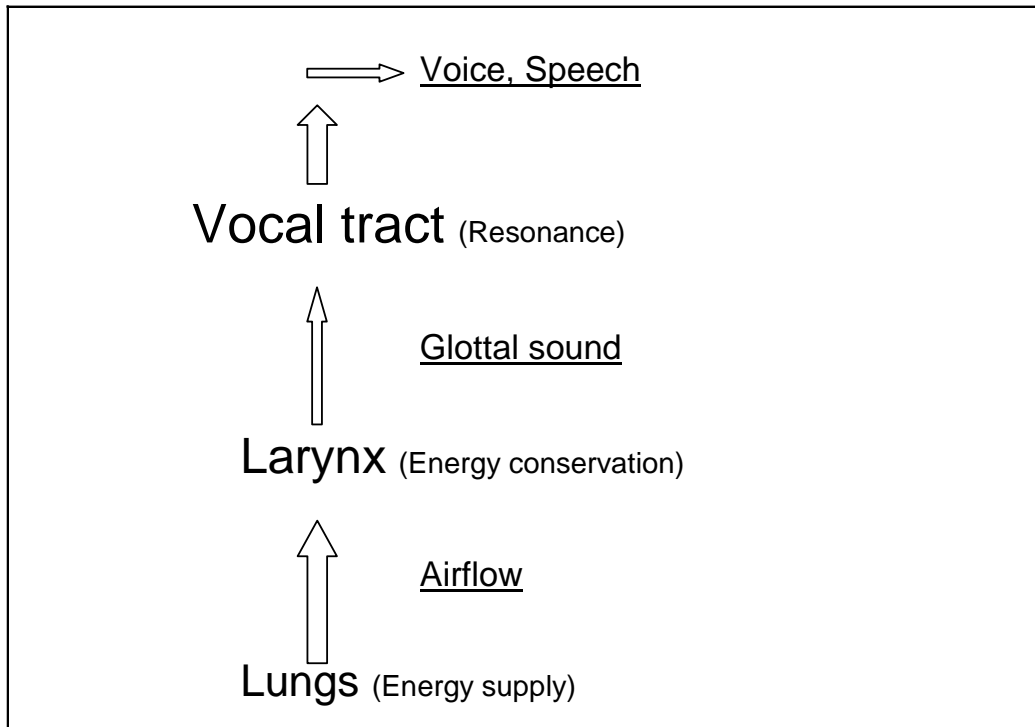 Voice, Speech
Vocal tract (Resonance)
Glottal sound
Larynx (Energy conservation)
Airflow
Lungs (Energy supply)